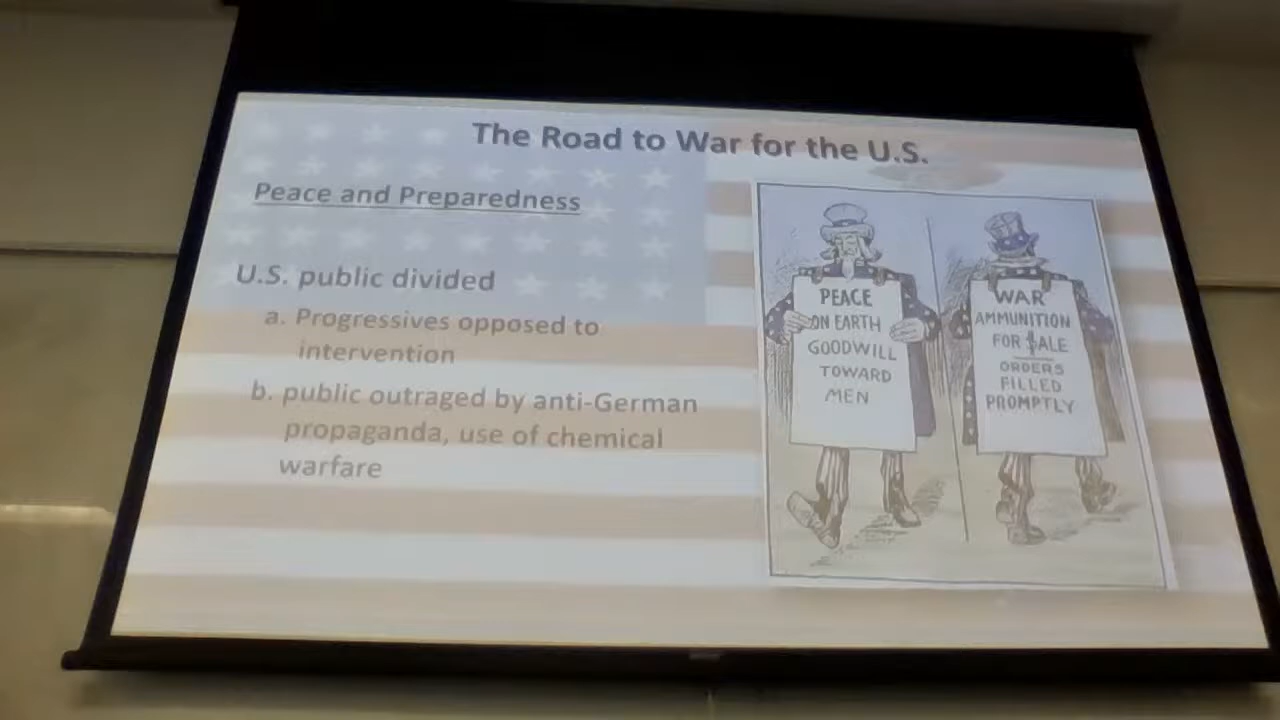 The Road to War for the U.S.
Peace and Preparedness
U.S. public divided
a. Progressives opposed to
intervention
b. public outraged by anti-German
propaganda, use of chemical
warfare
PEACE
ON EARTH
GOODWILL
TOWARD
MEN
WAR
AMMUNITION
FOR $ALE
ORDERS
FILLED
PROMPTLY